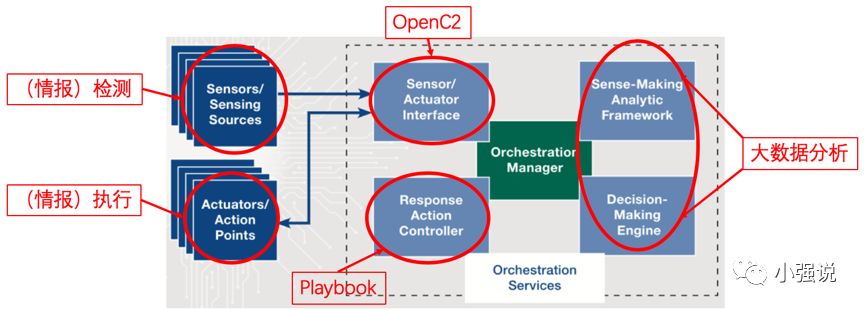 OpenC2
（情报）检测
Sensors/
Sensing
Sources
Sensor/
Actuator
Interface
Sense-Making
Analytic
Framework
Orchestration
Manager
大数据分析
（情报）执行
Actuators/
Action
Points
Response
Action
Controller
Decision-
Making
Engine
Playbbok
Orchestration
Services
小强说